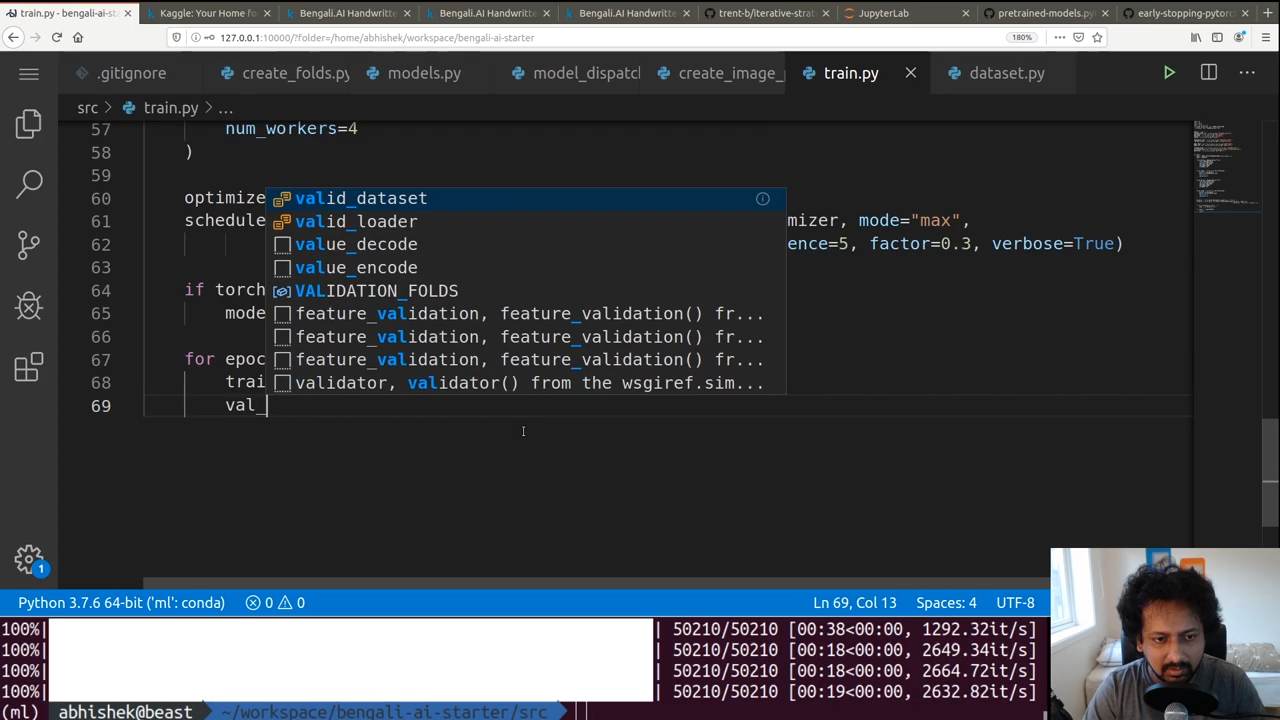 train.py - bengali-ai-starter
Kaggle: Your Home fo
Bengali.AI Handwritte
Bengali.AI Handwritte
Bengali.AI Handwritte
trent-b/iterative-strat
JupyterLab
pretrained-models.py
early-stopping-pytorc
127.0.0.1:10000/?folder=/home/abhishek/workspace/bengali-ai-starter
180%
.gitignore
create_folds.py
models.py
model_dispatc
create_image_p
train.py
dataset.py
src > train.py > ...
57 num_workers=4
58 )
59
60 optimize
61 schedule mizer, mode="max",
62 ence=5, factor=0.3, verbose=True)
63
64 if torch
65 mode
66
67 for epoc
68 trai
69 val_
valid_dataset
valid_loader
value_decode
value_encode
VALIDATION_FOLDS
feature_validation, feature_validation() fr...
feature_validation, feature_validation() fr...
feature_validation, feature_validation() fr...
validator, validator() from the wsgiref.sim...
1
Python 3.7.6 64-bit ('ml': conda)
0 0
Ln 69, Col 13
Spaces: 4
UTF-8
100%| | 50210/50210 [00:38<00:00, 1292.32it/s]
100%| | 50210/50210 [00:18<00:00, 2649.34it/s]
100%| | 50210/50210 [00:18<00:00, 2664.72it/s]
100%| | 50210/50210 [00:19<00:00, 2632.82it/s]
(ml) abhishek@beast ~/workspace/bengali-ai-starter/src